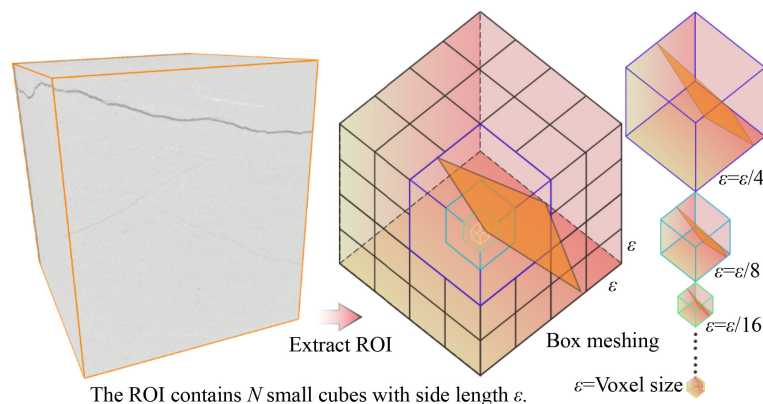 ε=ε/4
ε
ε
ε=ε/8
ε=ε/16
Extract ROI
Box meshing
ε=Voxel size
The ROI contains N small cubes with side length ε.